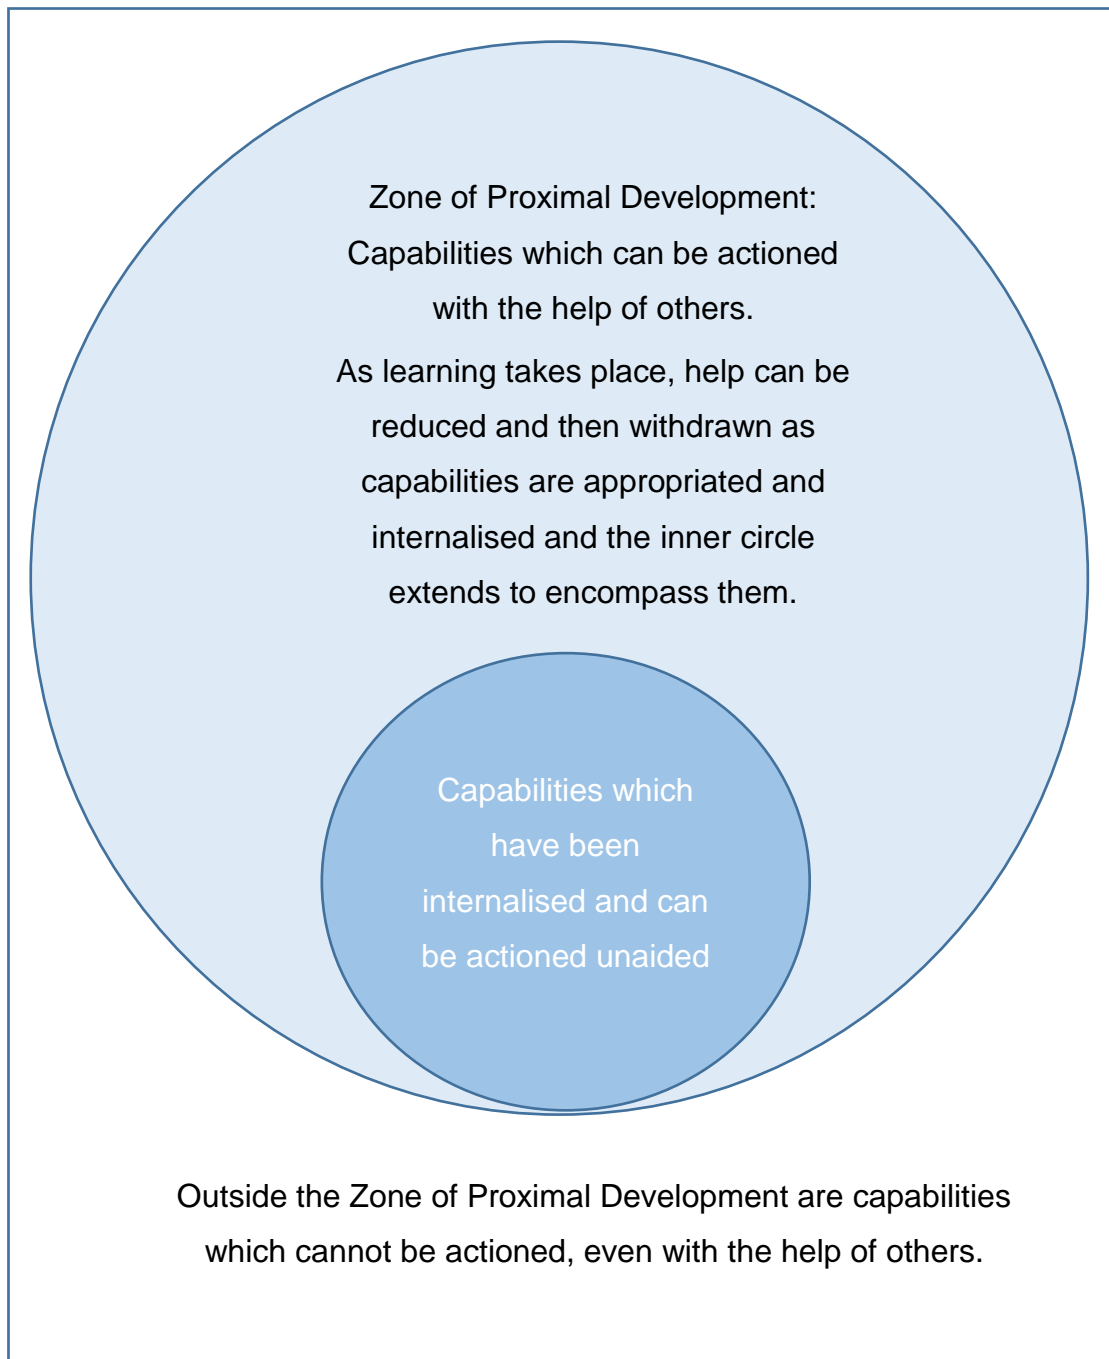 Zone of Proximal Development:
Capabilities which can be actioned
with the help of others.
As learning takes place, help can be
reduced and then withdrawn as
capabilities are appropriated and
internalised and the inner circle
extends to encompass them.
Capabilities which
have been
internalised and can
be actioned unaided
Outside the Zone of Proximal Development are capabilities
which cannot be actioned, even with the help of others.